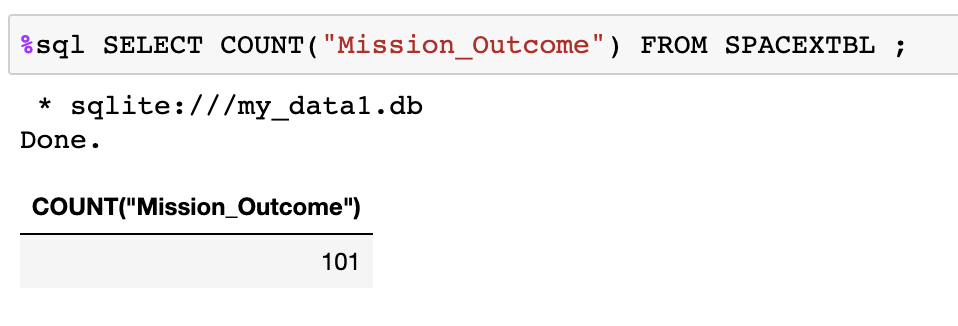 %sql SELECT COUNT("Mission_Outcome") FROM SPACEXTBL ;
* sqlite:///my_data1.db
Done.
COUNT("Mission_Outcome")
101